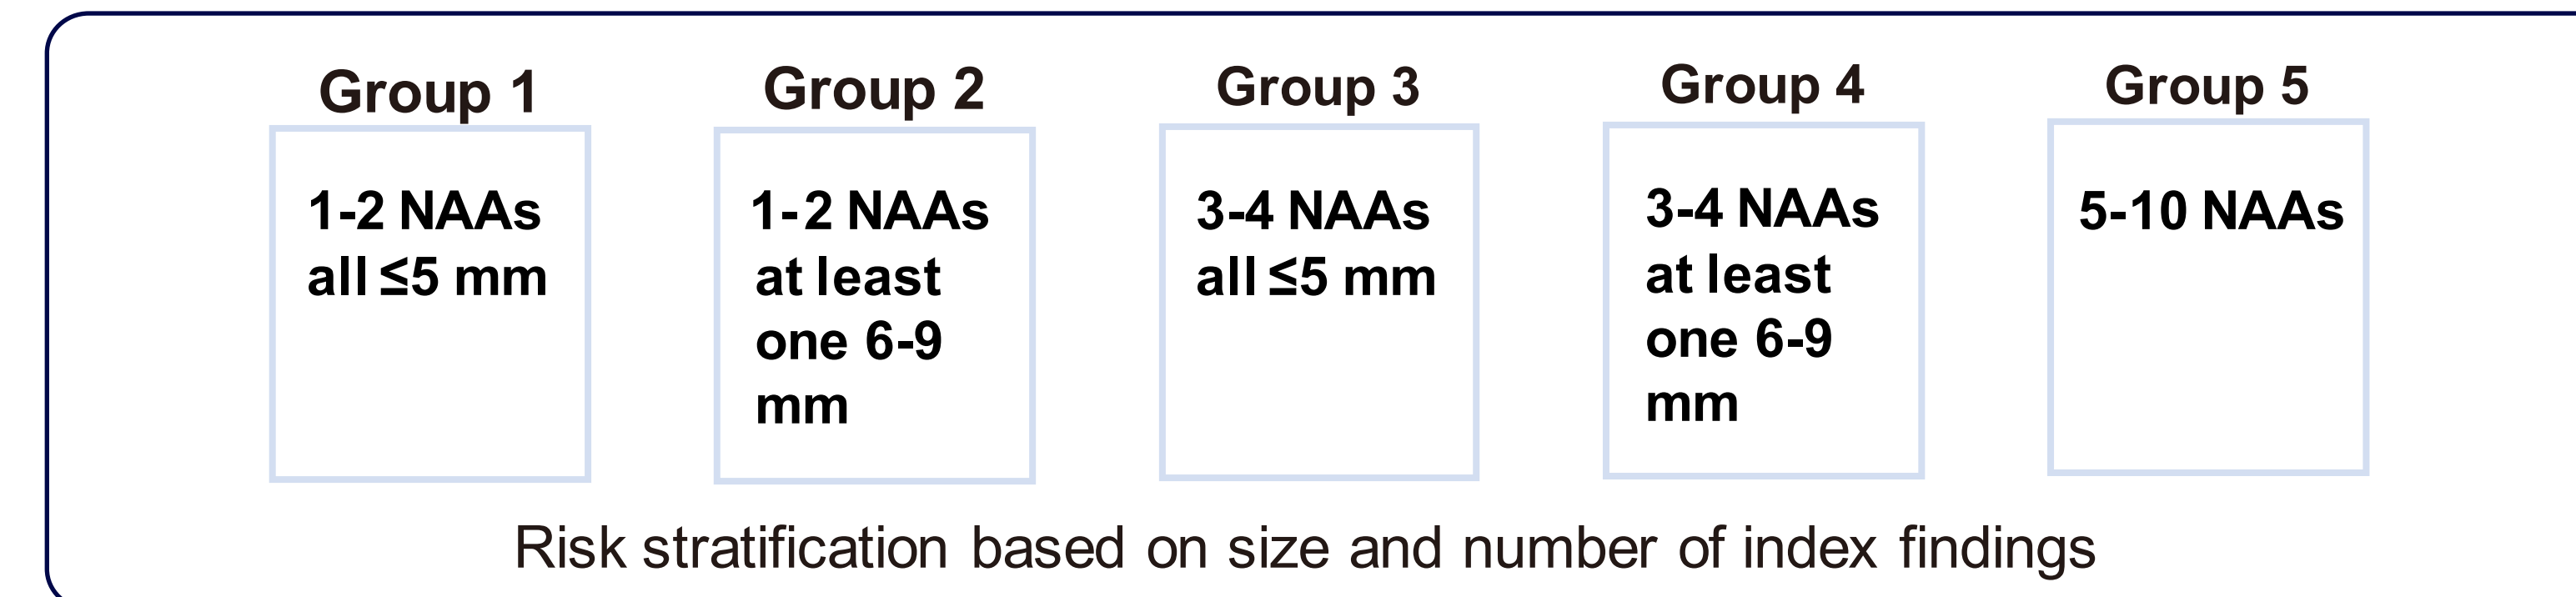 Group 1
1-2 NAAs
all ≤5 mm
Group 2
1-2 NAAs
at least
one 6-9
mm
Group 3
3-4 NAAs
all ≤5 mm
Group 4
3-4 NAAs
at least
one 6-9
mm
Group 5
5-10 NAAs
Risk stratification based on size and number of index findings